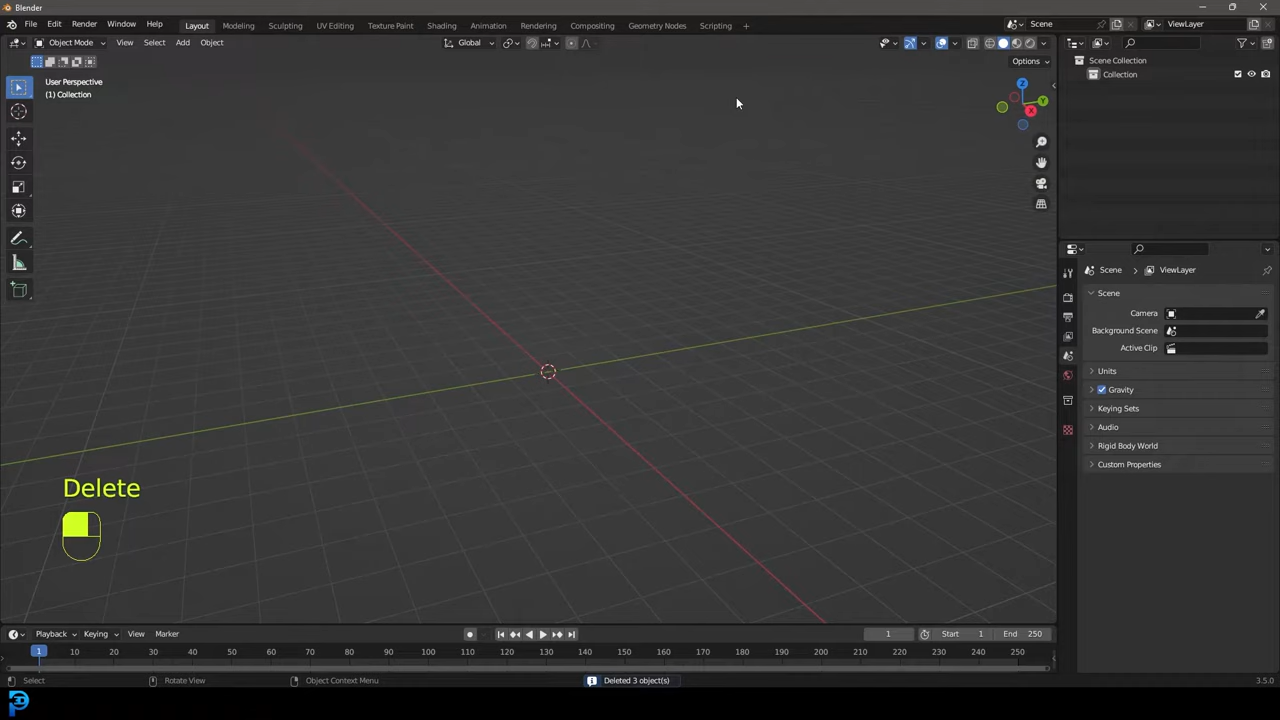 Blender
File Edit Render Window Help Layout Modeling Sculpting UV Editing Texture Paint Shading Animation Rendering Compositing Geometry Nodes Scripting + Scene ViewLayer
Object Mode View Select Add Object Global
Options
User Perspective
(1) Collection
Z
Y
X
Scene Collection
Collection
Scene > ViewLayer
Scene
Camera
Background Scene
Active Clip
Units
Gravity
Keying Sets
Audio
Rigid Body World
Custom Properties
Delete
Playback Keying View Marker 1 Start 1 End 250
1 10 20 30 40 50 60 70 80 90 100 110 120 130 140 150 160 170 180 190 200 210 220 230 240 250
Select Rotate View Object Context Menu Deleted 3 object(s) 3.5.0